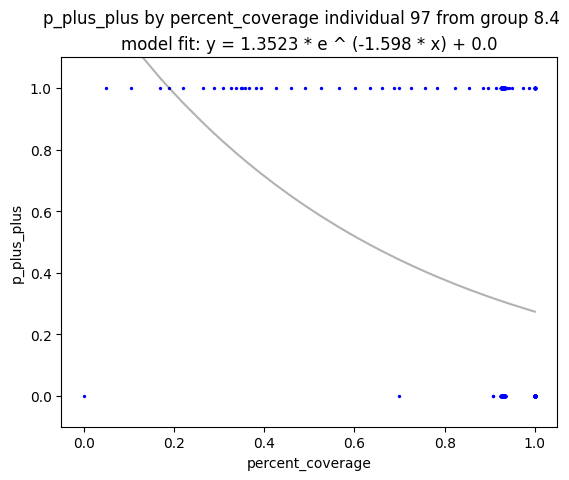 p_plus_plus by percent_coverage individual 97 from group 8.4
model fit: y = 1.3523 * e ^ (-1.598 * x) + 0.0
1.0
0.8
0.6
0.4
0.2
0.0
p_plus_plus
0.0 0.2 0.4 0.6 0.8 1.0
percent_coverage